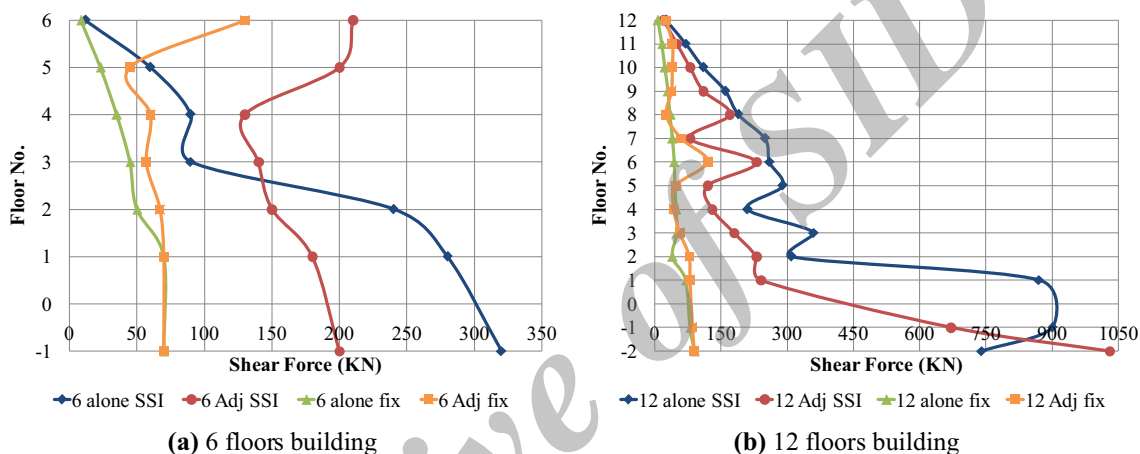 6
5
4
3
2
1
0
-1
Floor No.
0 50 100 150 200 250 300 350
Shear Force (KN)
6 alone SSI 6 Adj SSI 6 alone fix 6 Adj fix
(a) 6 floors building
12
11
10
9
8
7
6
5
4
3
2
1
0
-1
-2
Floor No.
0 150 300 450 600 750 900 1050
Shear Force (KN)
12 alone SSI 12 Adj SSI 12 alone fix 12 Adj fix
(b) 12 floors building
ive of SID